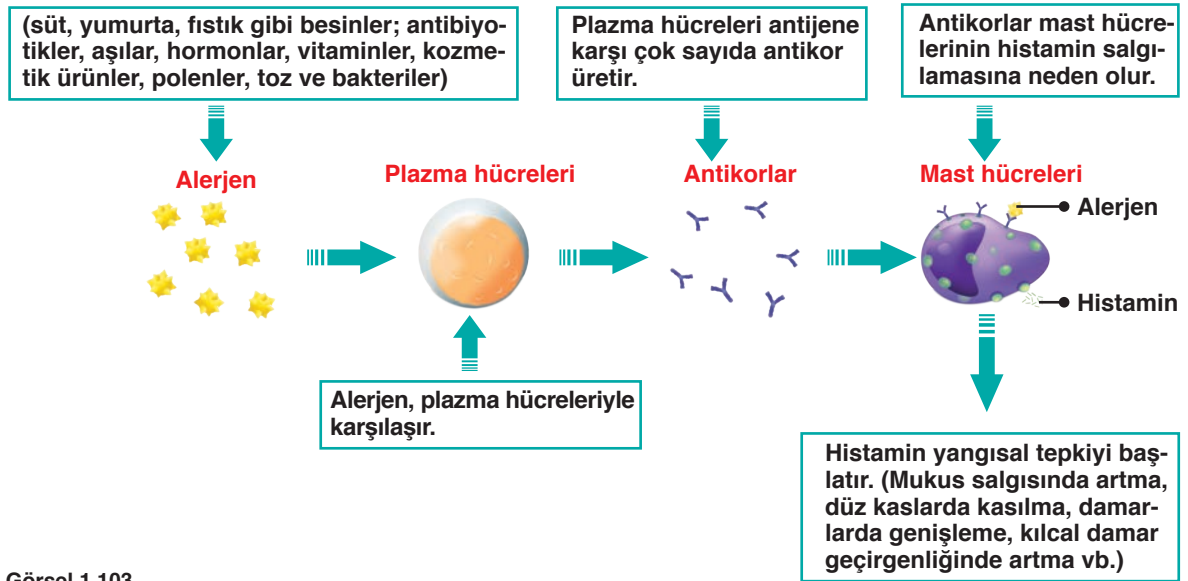 (süt, yumurta, fıstık gibi besinler; antibiyo-
tikler, aşılar, hormonlar, vitaminler, kozme-
tik ürünler, polenler, toz ve bakteriler)
Plazma hücreleri antijene
karşı çok sayıda antikor
üretir.
Antikorlar mast hücre-
lerinin histamin salgı-
lamasına neden olur.
Alerjen
Plazma hücreleri
Antikorlar
Mast hücreleri
Alerjen
Histamin
Alerjen, plazma hücreleriyle
karşılaşır.
Histamin yangısal tepkiyi baş-
latır. (Mukus salgısında artma,
düz kaslarda kasılma, damar-
larda genişleme, kılcal damar
geçirgenliğinde artma vb.)
Görsel 1.103